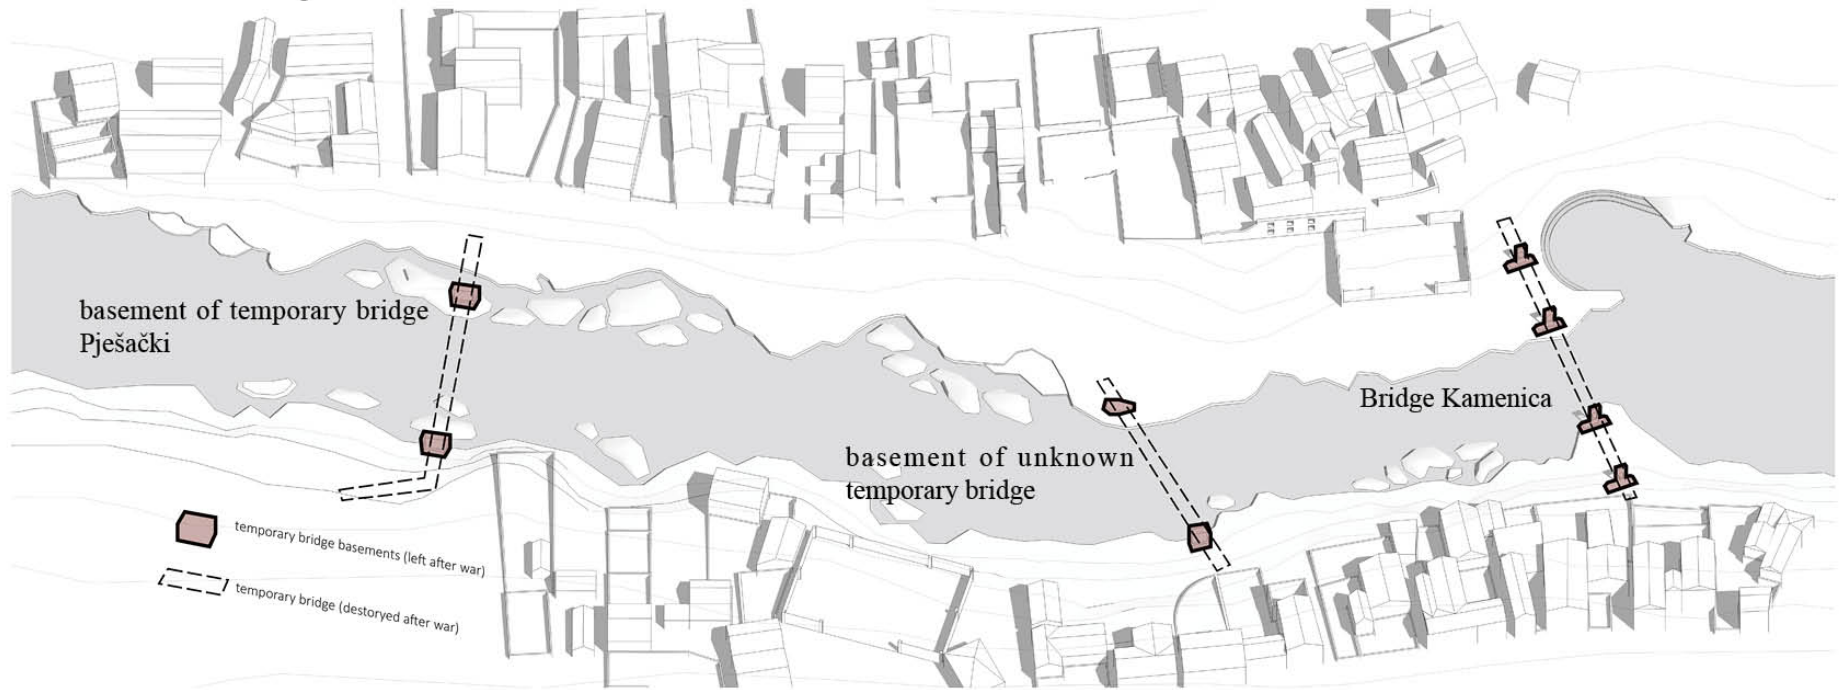 basement of temporary bridge
Pješački
Bridge Kamenica
basement of unknown
temporary bridge
temporary bridge basements (left after war)
temporary bridge (destoryed after war)